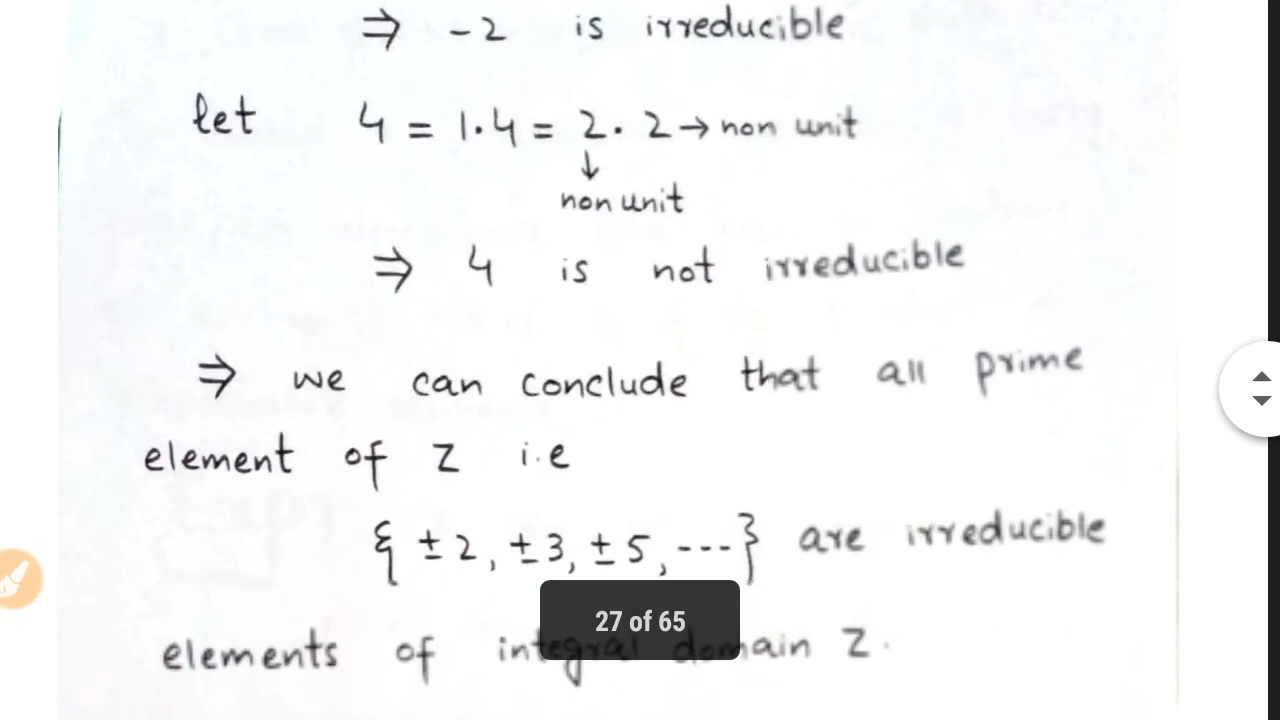 ⇒ -2 is irreducible
let 4 = 1.4 = 2. 2 → non unit
↓
non unit
⇒ 4 is not irreducible
⇒ we can conclude that all prime
element of Z i.e
{ ±2, ±3, ±5, --- } are irreducible
27 of 65
elements of integral domain Z.